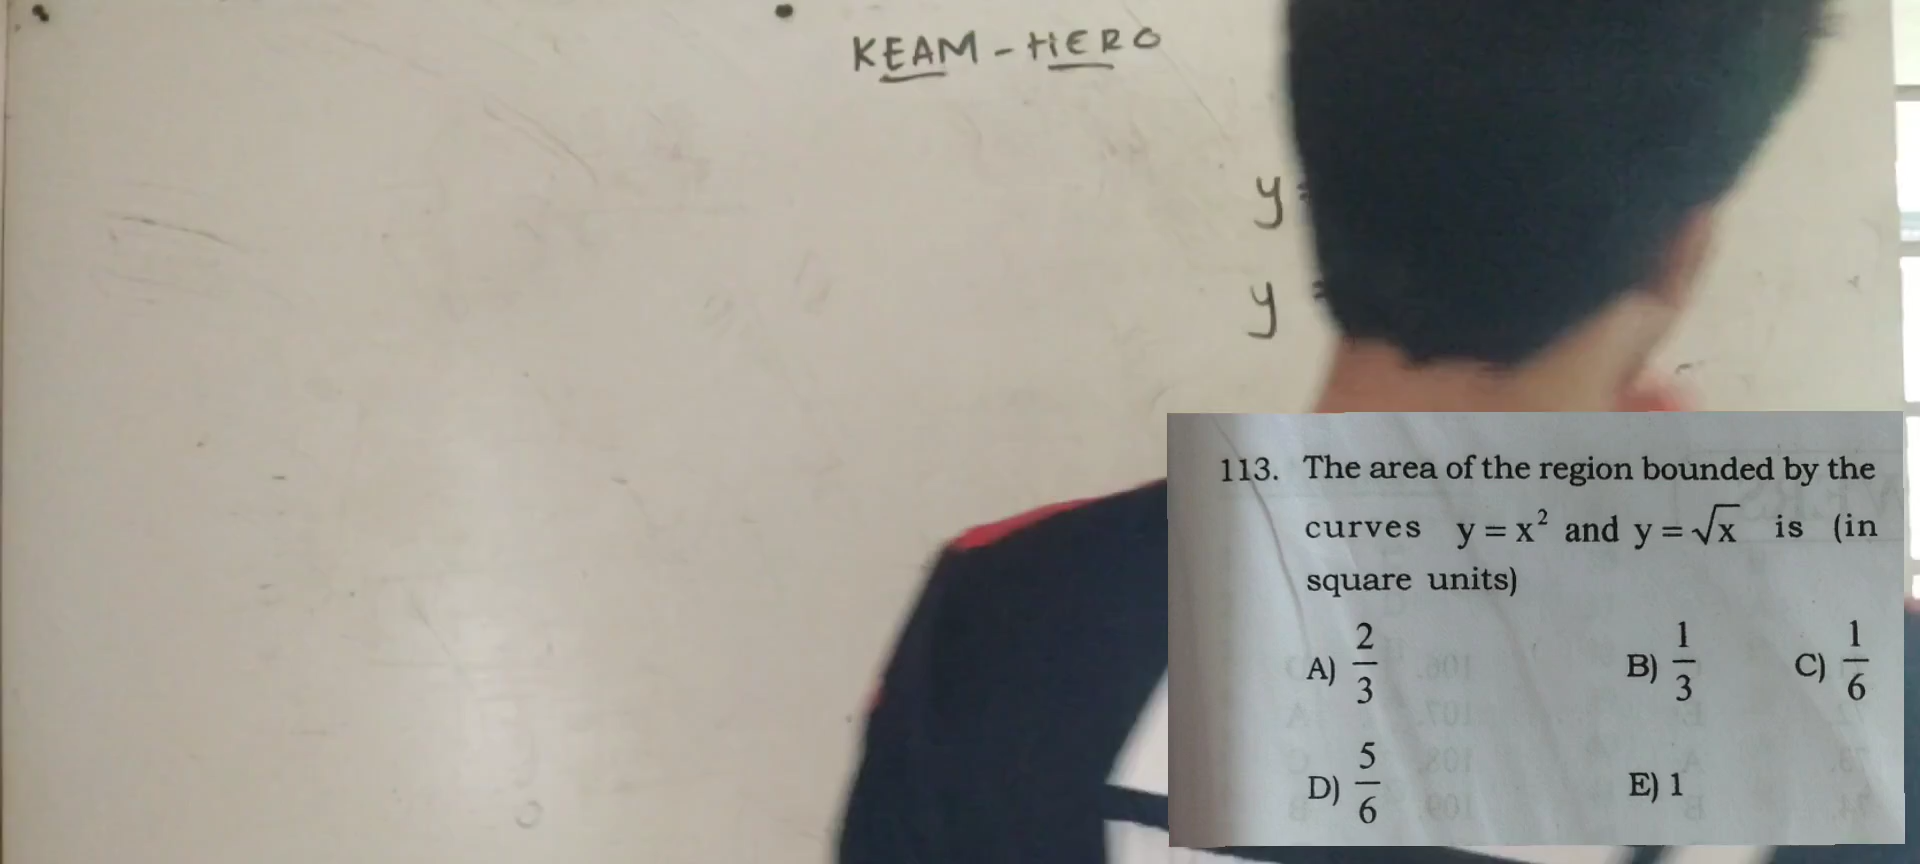 KEAM - HERO
y =
y =
113. The area of the region bounded by the
curves y = x² and y = √x is (in
square units)
A) 2/3 B) 1/3 C) 1/6
D) 5/6 E) 1